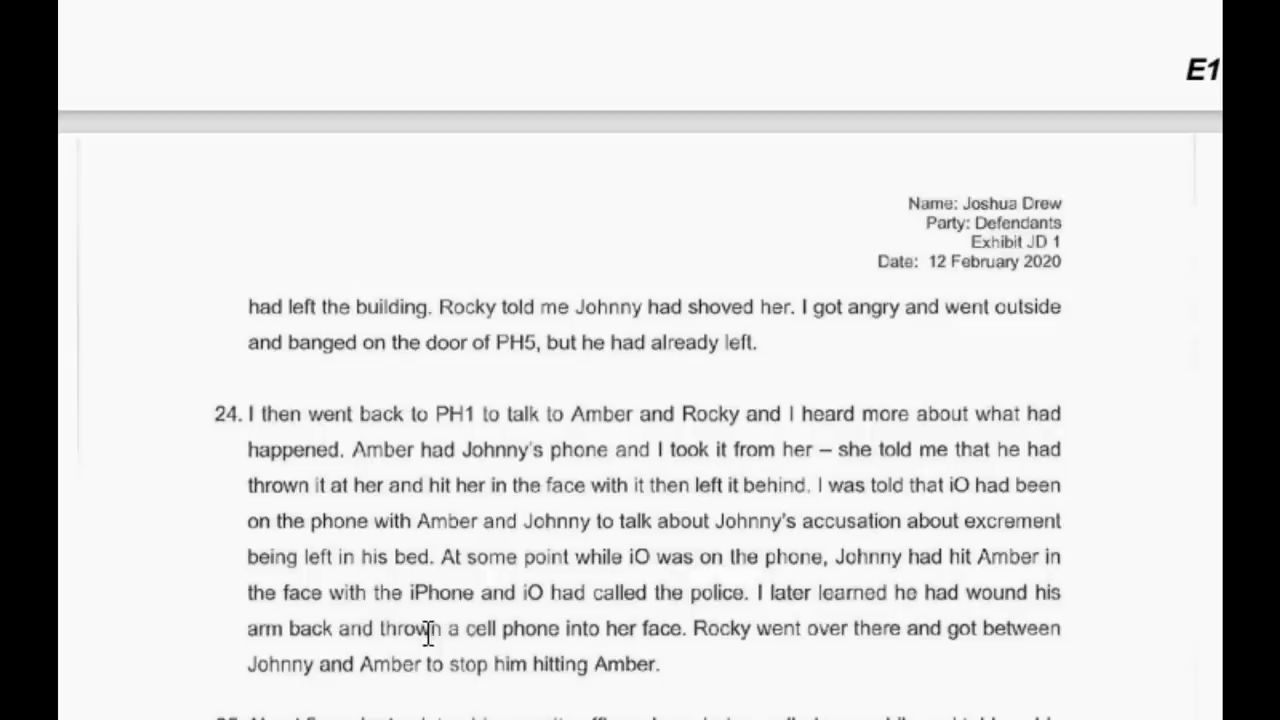 E1
Name: Joshua Drew
Party: Defendants
Exhibit JD 1
Date: 12 February 2020
had left the building. Rocky told me Johnny had shoved her. I got angry and went outside
and banged on the door of PH5, but he had already left.
24. I then went back to PH1 to talk to Amber and Rocky and I heard more about what had
happened. Amber had Johnny's phone and I took it from her – she told me that he had
thrown it at her and hit her in the face with it then left it behind. I was told that iO had been
on the phone with Amber and Johnny to talk about Johnny's accusation about excrement
being left in his bed. At some point while iO was on the phone, Johnny had hit Amber in
the face with the iPhone and iO had called the police. I later learned he had wound his
arm back and thrown a cell phone into her face. Rocky went over there and got between
Johnny and Amber to stop him hitting Amber.